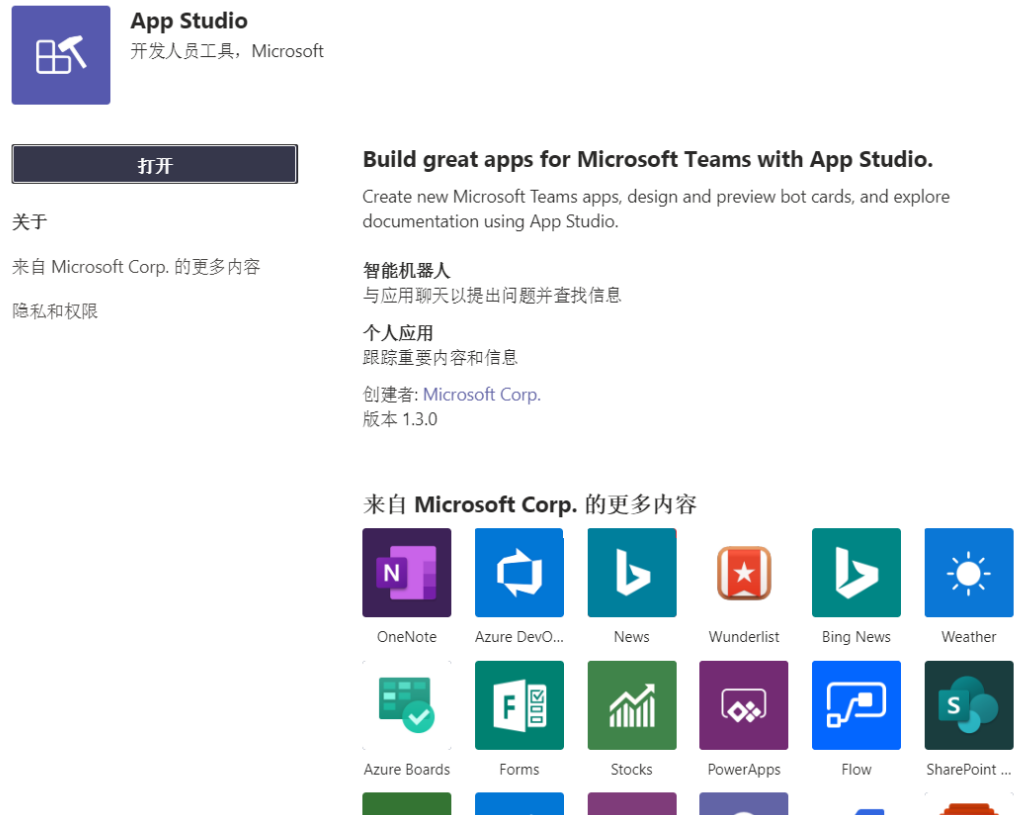 App Studio
开发人员工具，Microsoft
打开
关于
来自 Microsoft Corp. 的更多内容
隐私和权限
Build great apps for Microsoft Teams with App Studio.
Create new Microsoft Teams apps, design and preview bot cards, and explore
documentation using App Studio.
智能机器人
与应用聊天以提出问题并查找信息
个人应用
跟踪重要内容和信息
创建者: Microsoft Corp.
版本 1.3.0
来自 Microsoft Corp. 的更多内容
N
OneNote
Azure DevO...
News
Wunderlist
Bing News
Weather
F
S
Azure Boards
Forms
Stocks
PowerApps
Flow
SharePoint ...